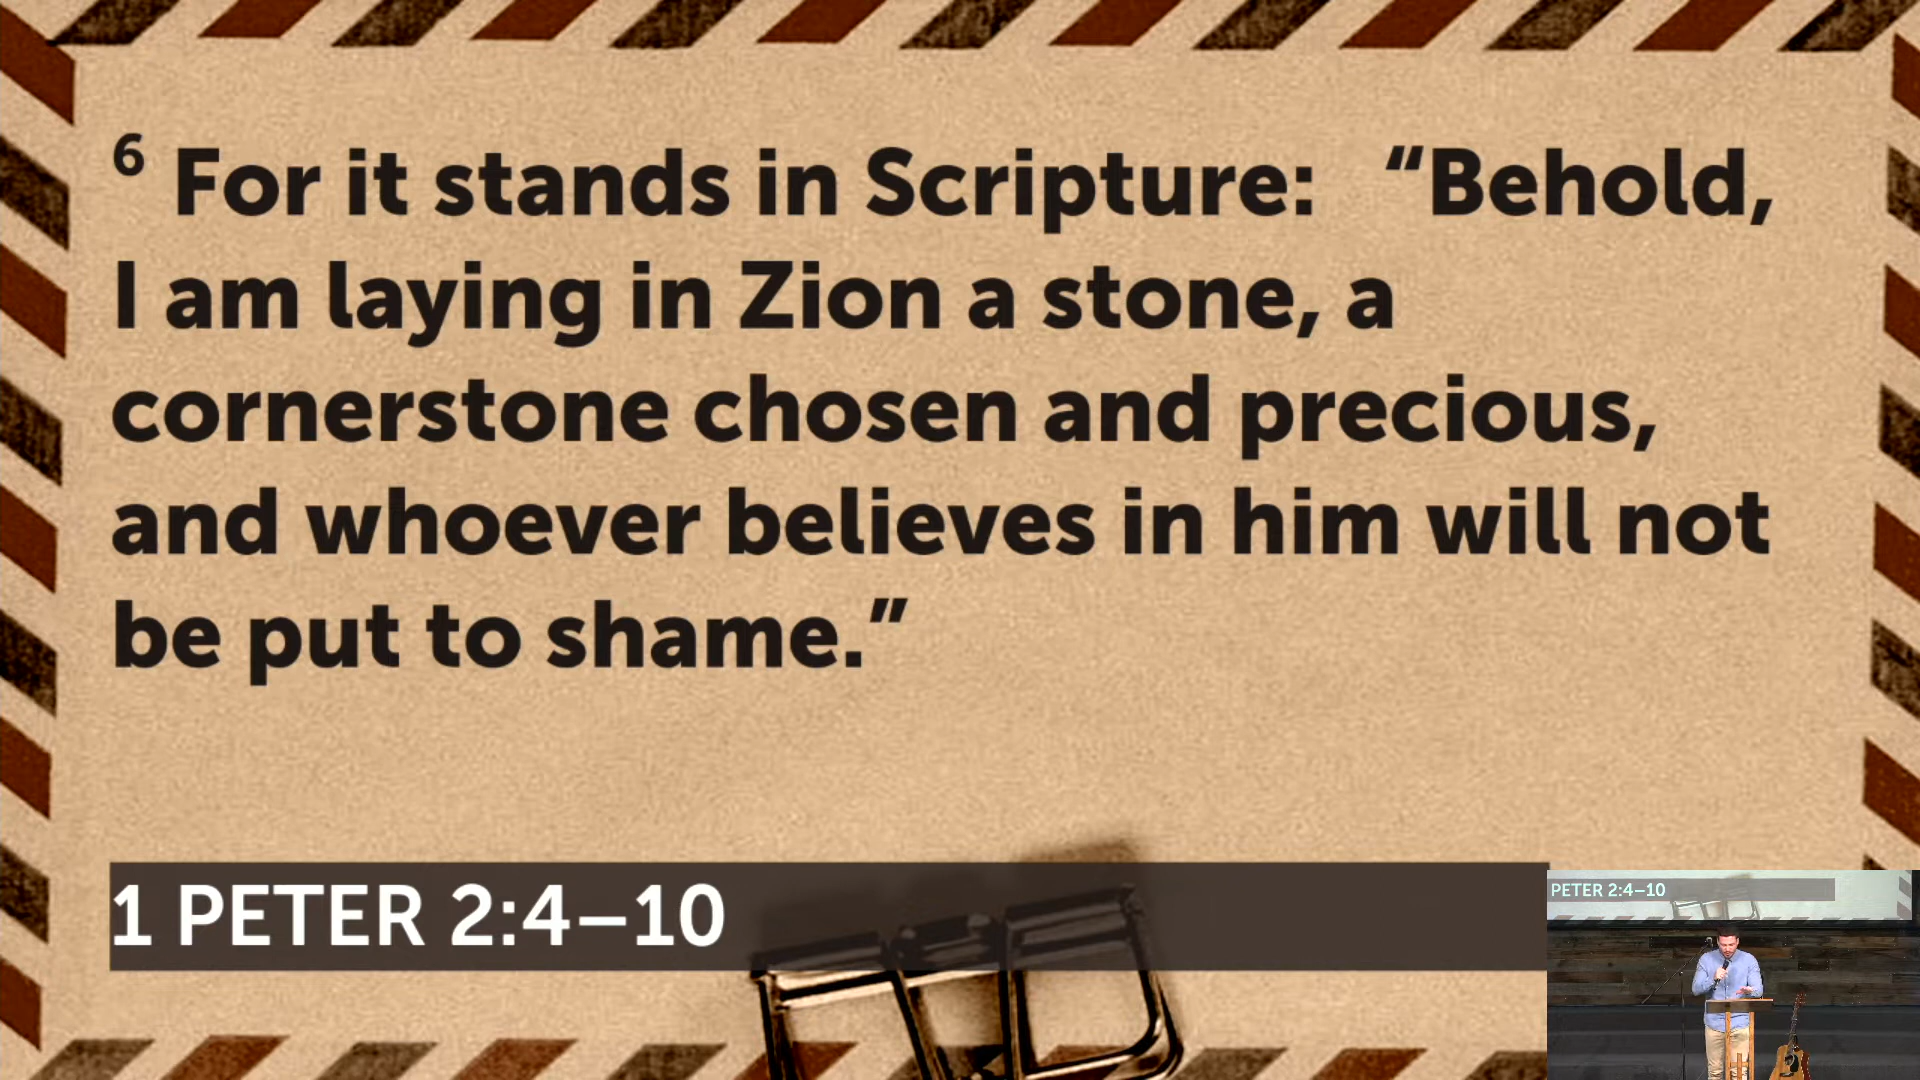 6 For it stands in Scripture: “Behold,
I am laying in Zion a stone, a
cornerstone chosen and precious,
and whoever believes in him will not
be put to shame.”
1 PETER 2:4–10
PETER 2:4–10